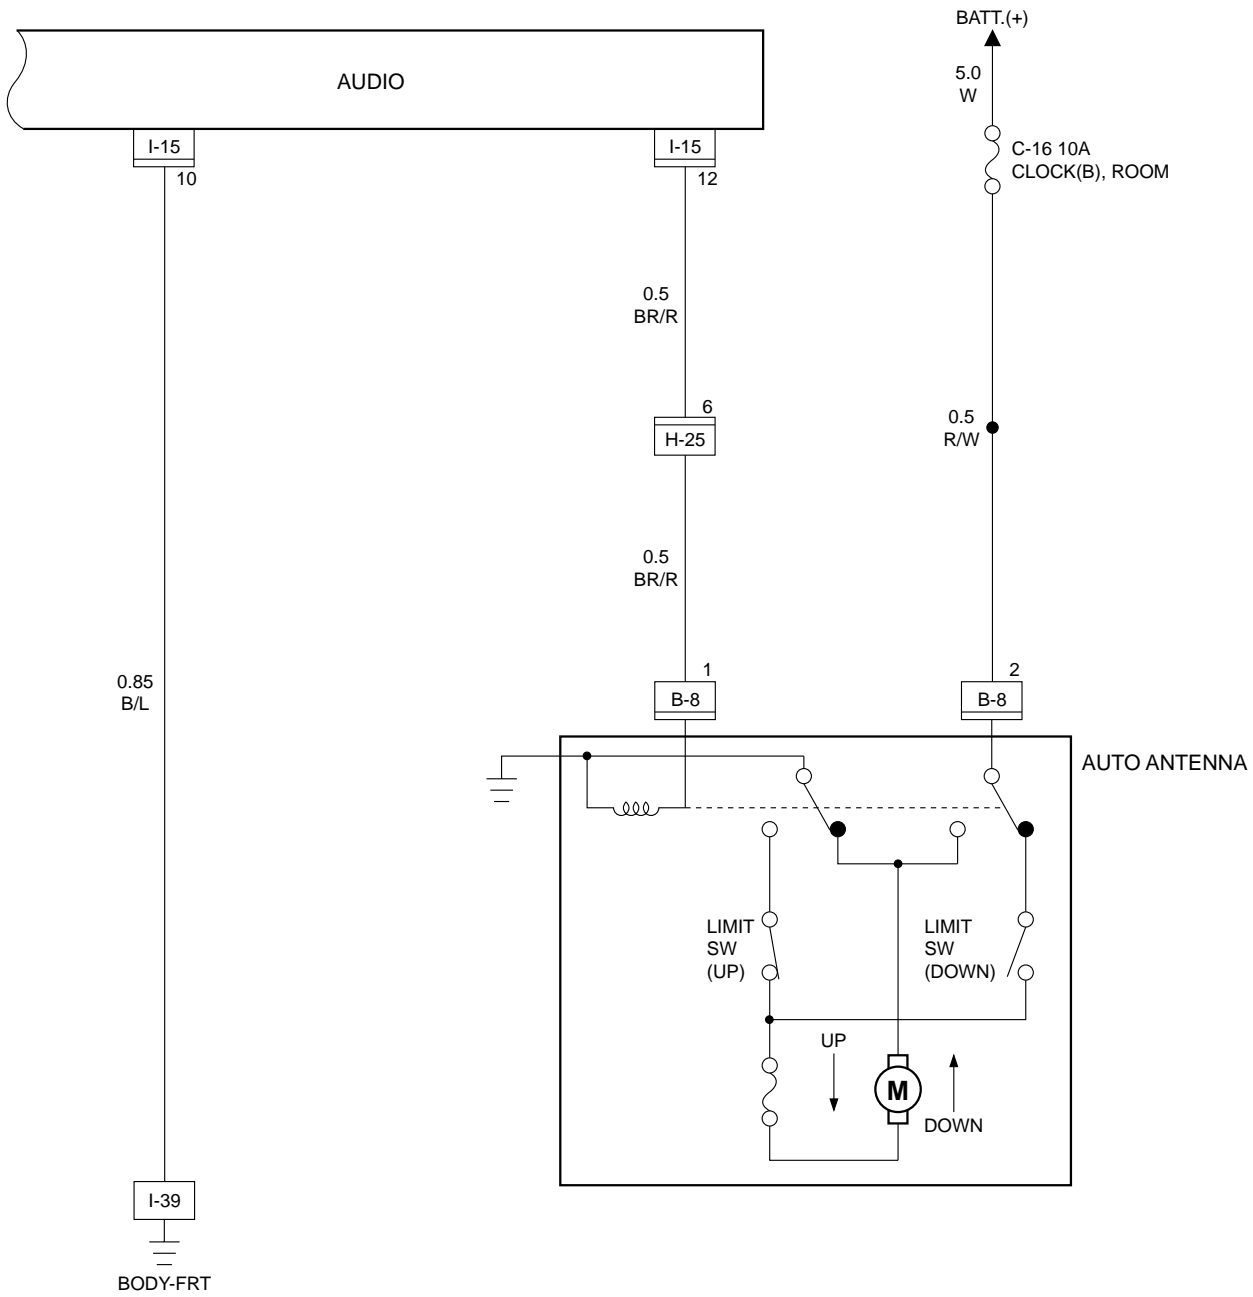 BATT.(+)
AUDIO
5.0
W
I-15
10
I-15
12
C-16 10A
CLOCK(B), ROOM
0.5
BR/R
6
H-25
0.5
R/W
0.5
BR/R
0.85
B/L
1
B-8
2
B-8
AUTO ANTENNA
LIMIT
SW
(UP)
LIMIT
SW
(DOWN)
UP
M
DOWN
I-39
BODY-FRT